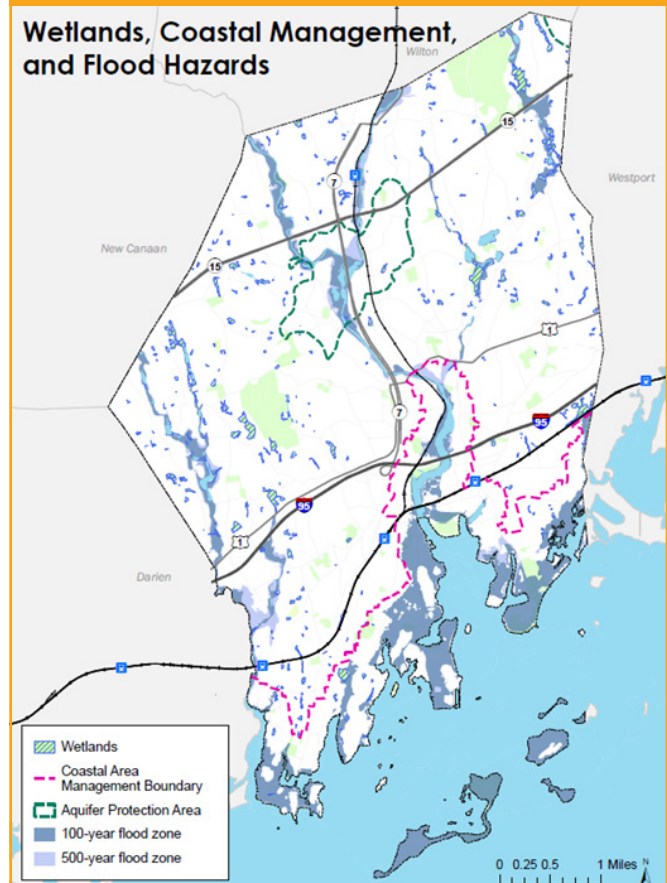 Wetlands, Coastal Management,
and Flood Hazards
Wilton
15
7
Westport
New Canaan
15
1
7
95
95
1
Darien
Wetlands
Coastal Area
Management Boundary
Aquifer Protection Area
100-year flood zone
500-year flood zone
0 0.25 0.5 1 Miles
N